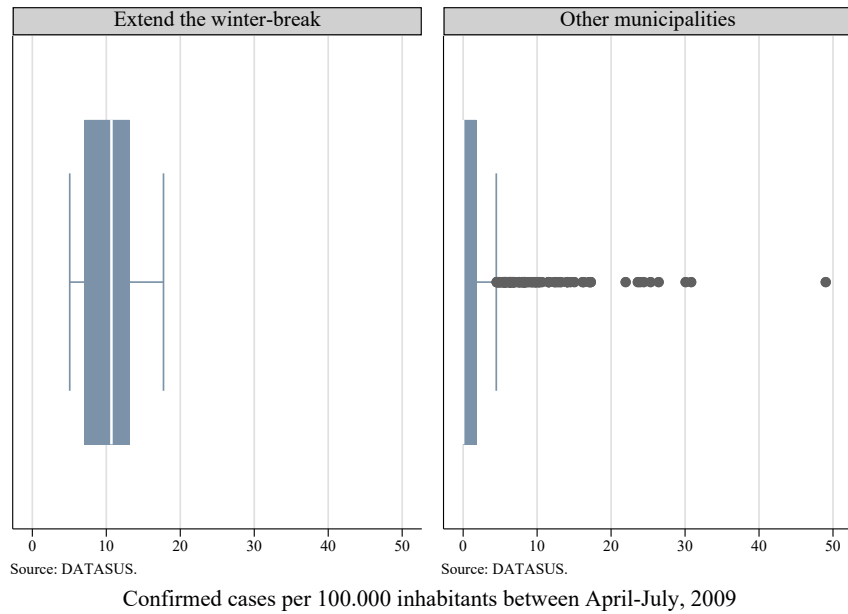 Extend the winter-break
Other municipalities
0 10 20 30 40 50
0 10 20 30 40 50
Source: DATASUS.
Source: DATASUS.
Confirmed cases per 100.000 inhabitants between April-July, 2009